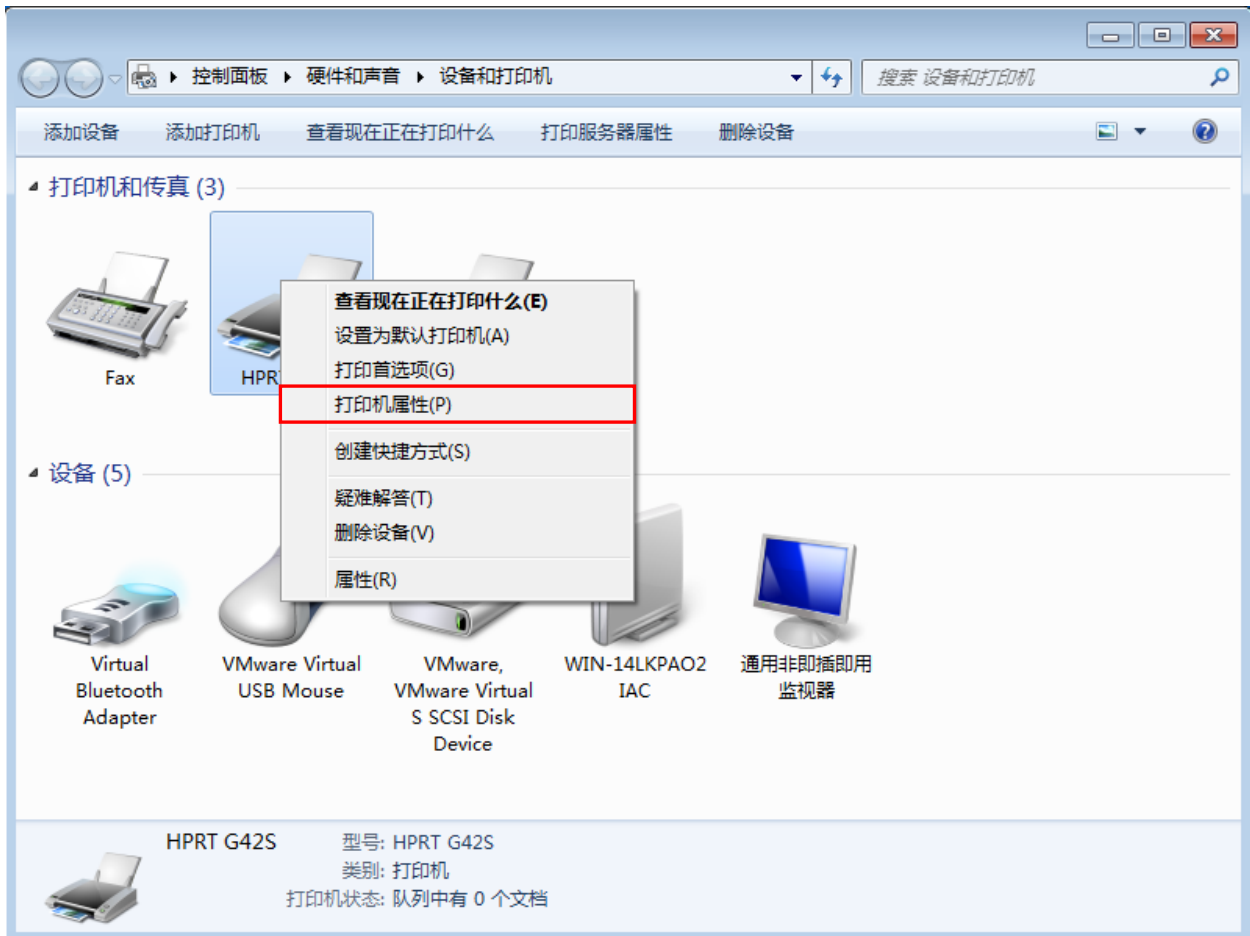 控制面板 硬件和声音 设备和打印机
搜索 设备和打印机
添加设备 添加打印机 查看现在正在打印什么 打印服务器属性 删除设备
打印机和传真 (3)
Fax
HPR
查看现在正在打印什么(E)
设置为默认打印机(A)
打印首选项(G)
打印机属性(P)
创建快捷方式(S)
疑难解答(T)
删除设备(V)
属性(R)
设备 (5)
Virtual
Bluetooth
Adapter
VMware Virtual
USB Mouse
VMware,
VMware Virtual
S SCSI Disk
Device
WIN-14LKPAO2
IAC
通用非即插即用
监视器
HPRT G42S
型号: HPRT G42S
类别: 打印机
打印机状态: 队列中有 0 个文档